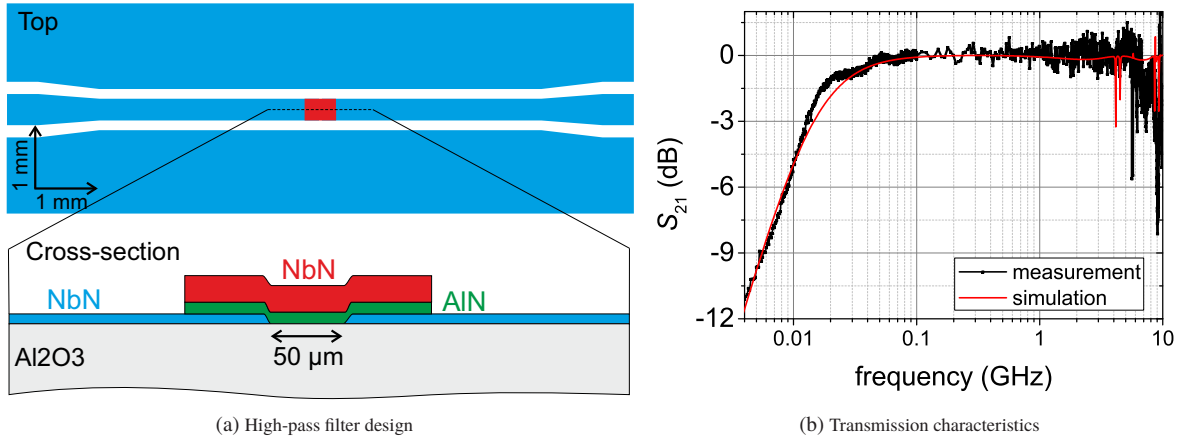 Top
1 mm
1 mm
Cross-section
NbN
NbN
AlN
50 µm
Al2O3
(a) High-pass filter design
0
-3
-6
-9
-12
S21 (dB)
measurement
simulation
0.01
0.1
1
10
frequency (GHz)
(b) Transmission characteristics